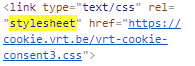 <link type="text/css" rel=
"stylesheet" href="https://
cookie.vrt.be/vrt-cookie-
consent3.css">